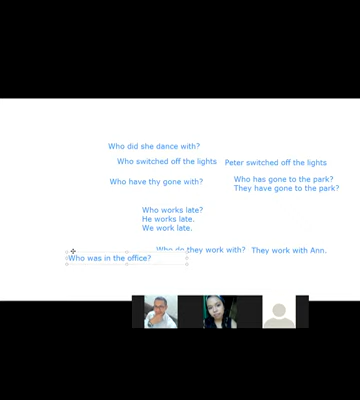 Who did she dance with?
Who switched off the lights
Peter switched off the lights
Who have thy gone with?
Who has gone to the park?
They have gone to the park?
Who works late?
He works late.
We work late.
Who do they work with?
They work with Ann.
Who was in the office?